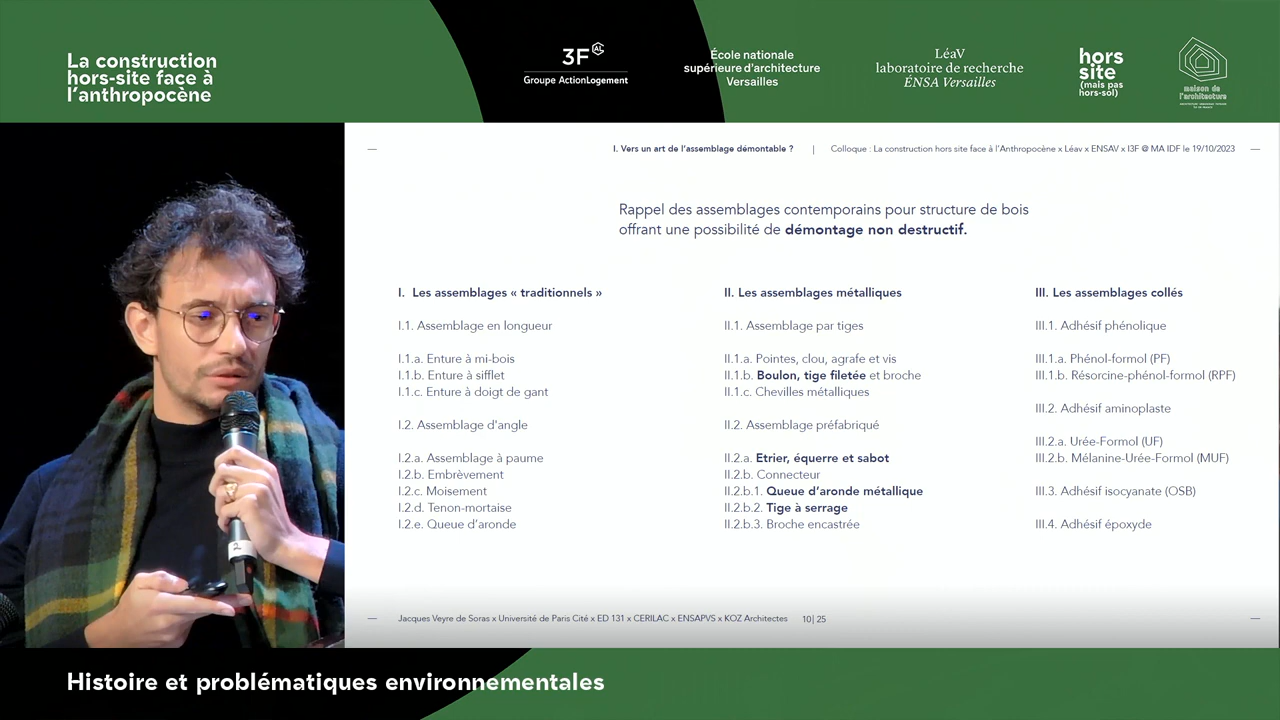 La construction
hors-site face à
l'anthropocène
3F AL
Groupe ActionLogement
École nationale
supérieure d'architecture
Versailles
LéaV
laboratoire de recherche
ÉNSA Versailles
hors
site
(mais pas
hors-sol)
maison de
l'architecture
I. Vers un art de l'assemblage démontable ? | Colloque : La construction hors site face à l'Anthropocène x Léav x ENSAV x I3F @ MA IDF le 19/10/2023
Rappel des assemblages contemporains pour structure de bois
offrant une possibilité de démontage non destructif.
I. Les assemblages « traditionnels »
I.1. Assemblage en longueur
I.1.a. Enture à mi-bois
I.1.b. Enture à sifflet
I.1.c. Enture à doigt de gant
I.2. Assemblage d'angle
I.2.a. Assemblage à paume
I.2.b. Embrèvement
I.2.c. Moisement
I.2.d. Tenon-mortaise
I.2.e. Queue d'aronde
II. Les assemblages métalliques
II.1. Assemblage par tiges
II.1.a. Pointes, clou, agrafe et vis
II.1.b. Boulon, tige filetée et broche
II.1.c. Chevilles métalliques
II.2. Assemblage préfabriqué
II.2.a. Etrier, équerre et sabot
II.2.b. Connecteur
II.2.b.1. Queue d'aronde métallique
II.2.b.2. Tige à serrage
II.2.b.3. Broche encastrée
III. Les assemblages collés
III.1. Adhésif phénolique
III.1.a. Phénol-formol (PF)
III.1.b. Résorcine-phénol-formol (RPF)
III.2. Adhésif aminoplaste
III.2.a. Urée-Formol (UF)
III.2.b. Mélanine-Urée-Formol (MUF)
III.3. Adhésif isocyanate (OSB)
III.4. Adhésif époxyde
Jacques Veyre de Soras x Université de Paris Cité x ED 131 x CERILAC x ENSAPVS x KOZ Architectes 10| 25
2
Histoire et problématiques environnementales